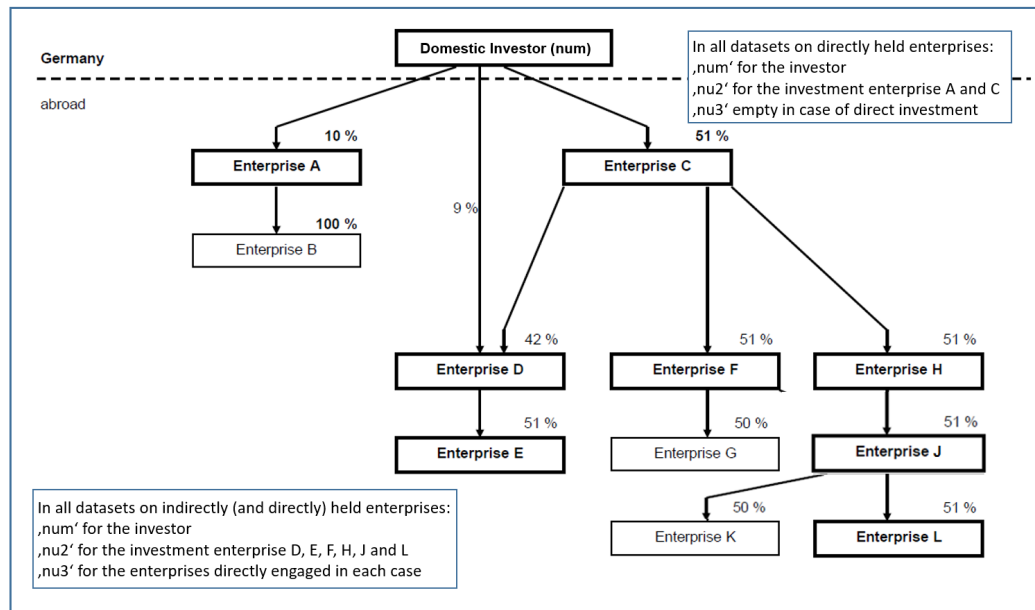 Domestic Investor (num)
Germany
abroad
In all datasets on directly held enterprises:
‚num‘ for the investor
‚nu2‘ for the investment enterprise A and C
‚nu3‘ empty in case of direct investment
10 %
51 %
Enterprise A
Enterprise C
9 %
100 %
Enterprise B
42 %
51 %
51 %
Enterprise D
Enterprise F
Enterprise H
51 %
50 %
51 %
Enterprise E
Enterprise G
Enterprise J
50 %
51 %
Enterprise K
Enterprise L
In all datasets on indirectly (and directly) held enterprises:
‚num‘ for the investor
‚nu2‘ for the investment enterprise D, E, F, H, J and L
‚nu3‘ for the enterprises directly engaged in each case